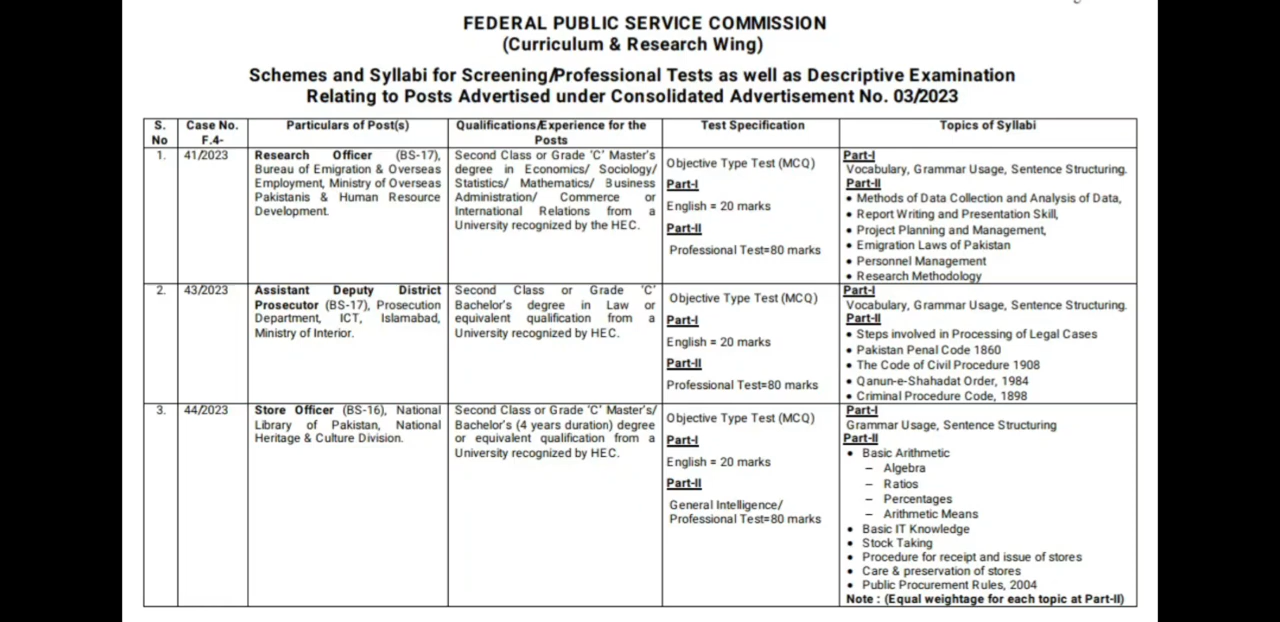 FEDERAL PUBLIC SERVICE COMMISSION
(Curriculum & Research Wing)
Schemes and Syllabi for Screening/Professional Tests as well as Descriptive Examination
Relating to Posts Advertised under Consolidated Advertisement No. 03/2023
S. No
Case No. F.4-
Particulars of Post(s)
Qualifications/Experience for the
Posts
Test Specification
Topics of Syllabi
1.
41/2023
Research Officer (BS-17),
Bureau of Emigration & Overseas
Employment, Ministry of Overseas
Pakistanis & Human Resource
Development.
Second Class or Grade 'C' Master's
degree in Economics/ Sociology/
Statistics/ Mathematics/ Business
Administration/ Commerce or
International Relations from a
University recognized by the HEC.
Objective Type Test (MCQ)
Part-I
English = 20 marks
Part-II
Professional Test=80 marks
Part-I
Vocabulary, Grammar Usage, Sentence Structuring.
Part-II
• Methods of Data Collection and Analysis of Data,
• Report Writing and Presentation Skill,
• Project Planning and Management,
• Emigration Laws of Pakistan
• Personnel Management
• Research Methodology
2.
43/2023
Assistant Deputy District
Prosecutor (BS-17), Prosecution
Department, ICT, Islamabad,
Ministry of Interior.
Second Class or Grade 'C'
Bachelor's degree in Law or
equivalent qualification from a
University recognized by HEC.
Objective Type Test (MCQ)
Part-I
English = 20 marks
Part-II
Professional Test=80 marks
Part-I
Vocabulary, Grammar Usage, Sentence Structuring.
Part-II
• Steps involved in Processing of Legal Cases
• Pakistan Penal Code 1860
• The Code of Civil Procedure 1908
• Qanun-e-Shahadat Order, 1984
• Criminal Procedure Code, 1898
3.
44/2023
Store Officer (BS-16), National
Library of Pakistan, National
Heritage & Culture Division.
Second Class or Grade 'C' Master's/
Bachelor's (4 years duration) degree
or equivalent qualification from a
University recognized by HEC.
Objective Type Test (MCQ)
Part-I
English = 20 marks
Part-II
General Intelligence/
Professional Test=80 marks
Part-I
Grammar Usage, Sentence Structuring
Part-II
• Basic Arithmetic
– Algebra
– Ratios
– Percentages
– Arithmetic Means
• Basic IT Knowledge
• Stock Taking
• Procedure for receipt and issue of stores
• Care & preservation of stores
• Public Procurement Rules, 2004
Note : (Equal weightage for each topic at Part-II)